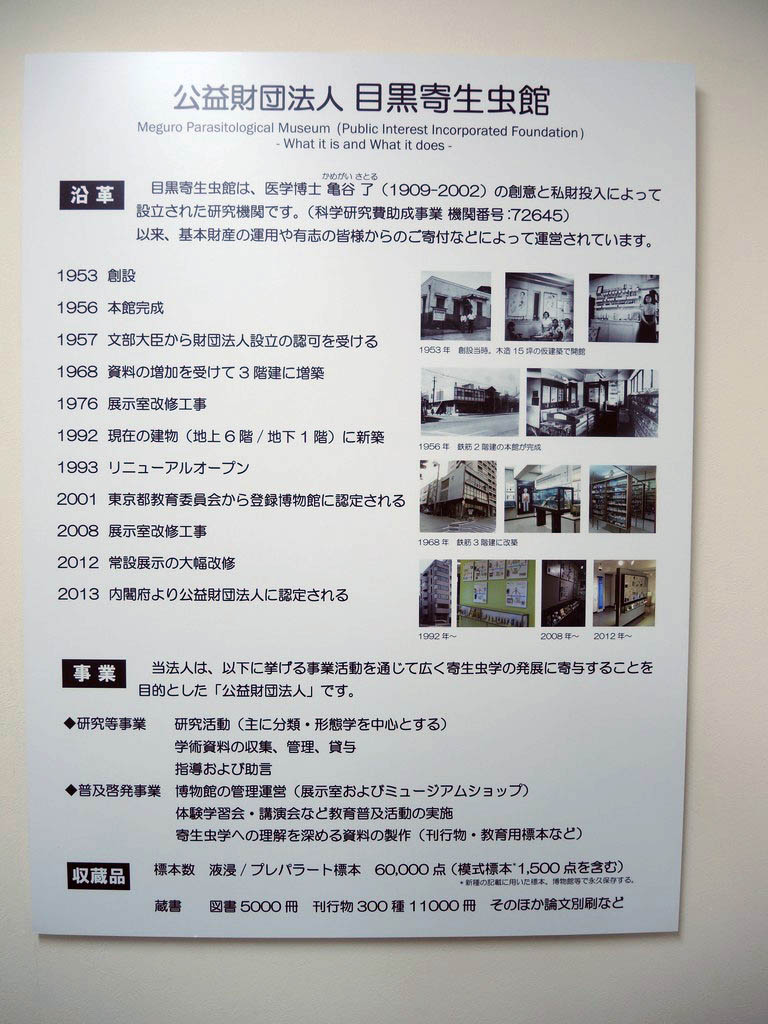 公益財団法人 目黒寄生虫館
Meguro Parasitological Museum (Public Interest Incorporated Foundation)
- What it is and What it does -
沿革
かめがい さとる
目黒寄生虫館は、医学博士 亀谷 了（1909-2002）の創意と私財投入によって
設立された研究機関です。（科学研究費助成事業 機関番号:72645）
以来、基本財産の運用や有志の皆様からのご寄付などによって運営されています。
1953 創設
1956 本館完成
1957 文部大臣から財団法人設立の認可を受ける
1968 資料の増加を受けて3階建に増築
1976 展示室改修工事
1992 現在の建物（地上6階/地下1階）に新築
1993 リニューアルオープン
2001 東京都教育委員会から登録博物館に認定される
2008 展示室改修工事
2012 常設展示の大幅改修
2013 内閣府より公益財団法人に認定される
1953年 創設当時。木造15坪の仮建築で開館
1956年 鉄筋2階建の本館が完成
1968年 鉄筋3階建に改築
1992年〜 2008年〜 2012年〜
事業
当法人は、以下に挙げる事業活動を通じて広く寄生虫学の発展に寄与することを
目的とした「公益財団法人」です。
◆研究等事業 研究活動（主に分類・形態学を中心とする）
学術資料の収集、管理、貸与
指導および助言
◆普及啓発事業 博物館の管理運営（展示室およびミュージアムショップ）
体験学習会・講演会など教育普及活動の実施
寄生虫学への理解を深める資料の製作（刊行物・教育用標本など）
収蔵品
標本数 液浸/プレパラート標本 60,000点（模式標本*1,500点を含む）
*新種の記載に用いた標本、博物館等で永久保存する。
蔵書 図書5000冊 刊行物300種11000冊 そのほか論文別刷など